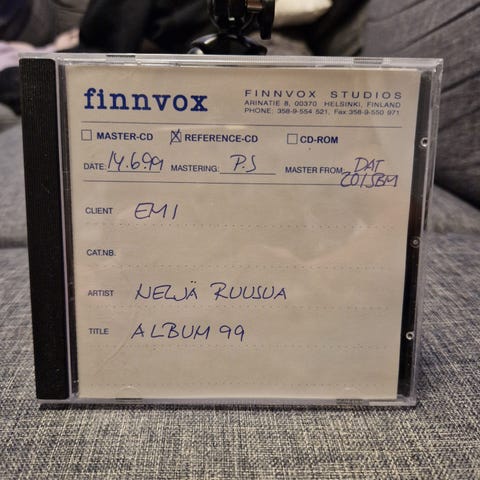 finnvox
FINNVOX STUDIOS
ARINATIE 8, 00370 HELSINKI, FINLAND
PHONE: 358-9-554 521, Fax 358-9-550 971
MASTER-CD REFERENCE-CD CD-ROM
DATE: 14.6.99 MASTERING: P.S MASTER FROM DAT
CLIENT EMI
CAT.NB.
ARTIST NELJÄ RUUSUA
TITLE ALBUM 99